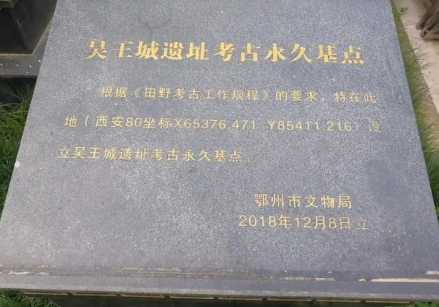 吴王城遗址考古永久基点
根据《田野考古工作规程》的要求，特在此
地（西安80坐标X65376.471 Y85411.216）设
立吴王城遗址考古永久基点。
鄂州市文物局
2018年12月8日立